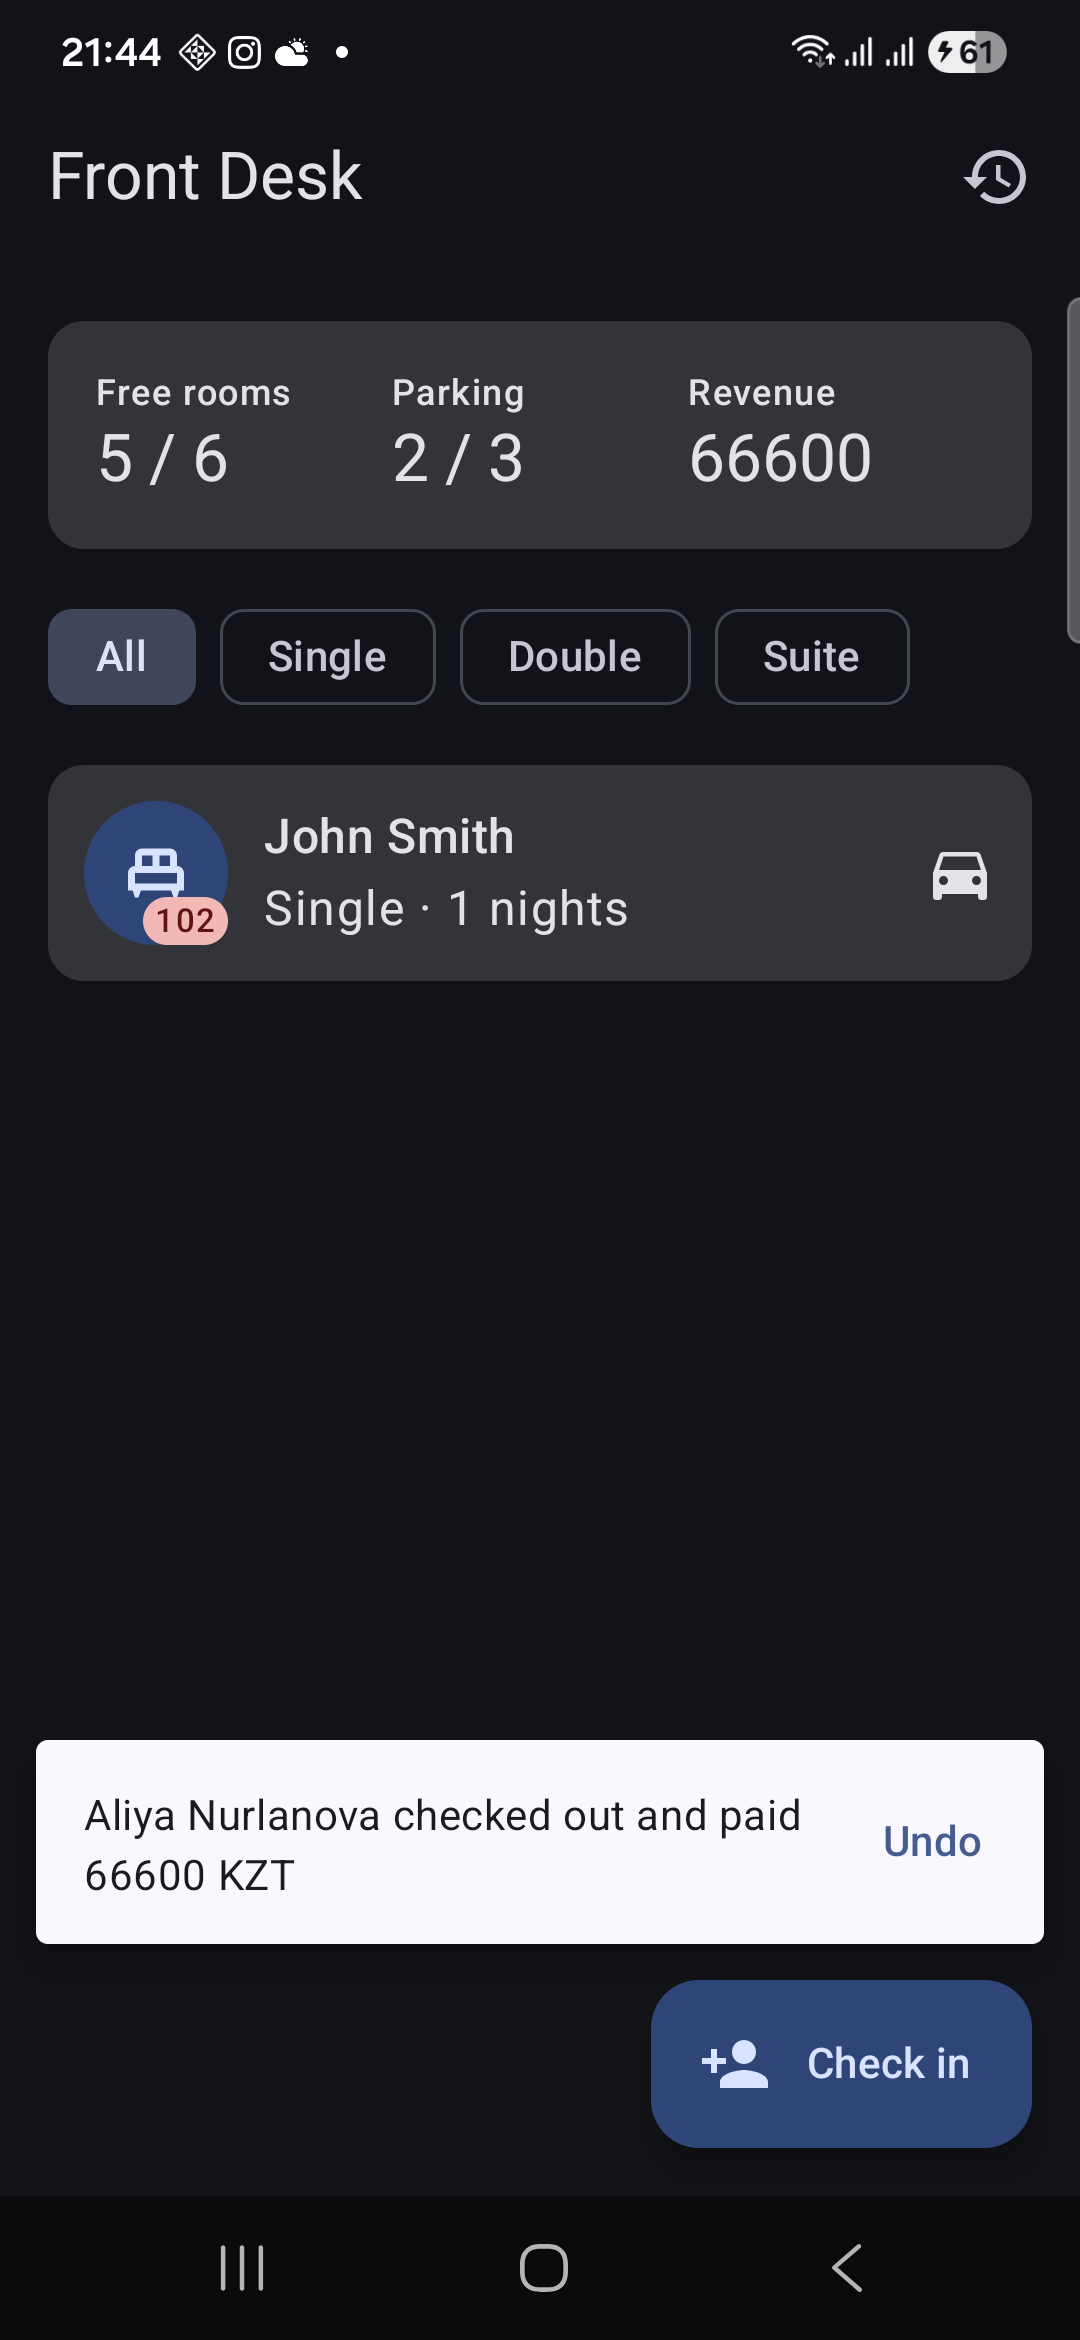 21:44
61
Front Desk
Free rooms
Parking
Revenue
5 / 6
2 / 3
66600
All
Single
Double
Suite
John Smith
Single · 1 nights
102
Aliya Nurlanova checked out and paid
66600 KZT
Undo
Check in